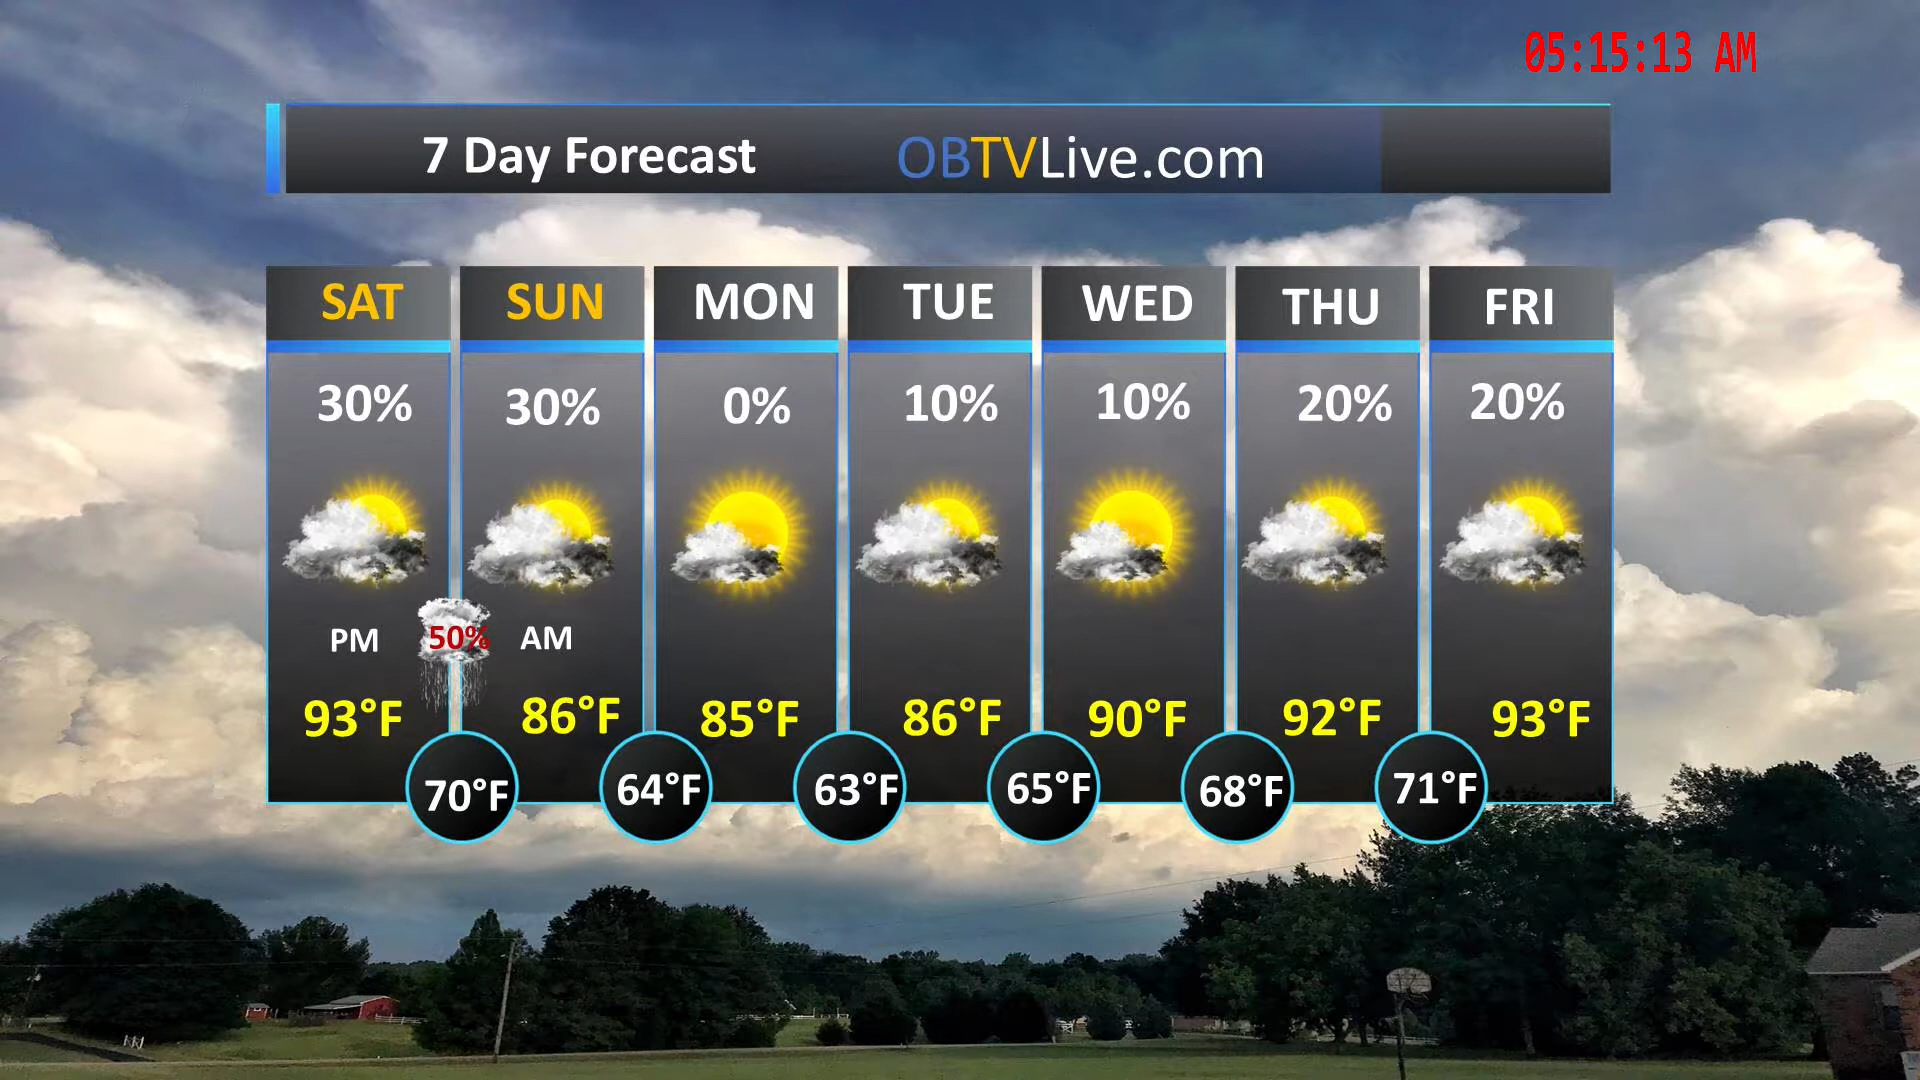 05:15:13 AM
7 Day Forecast OBTVLive.com
SAT SUN MON TUE WED THU FRI
30% 30% 0% 10% 10% 20% 20%
PM 50% AM
93°F 86°F 85°F 86°F 90°F 92°F 93°F
70°F 64°F 63°F 65°F 68°F 71°F